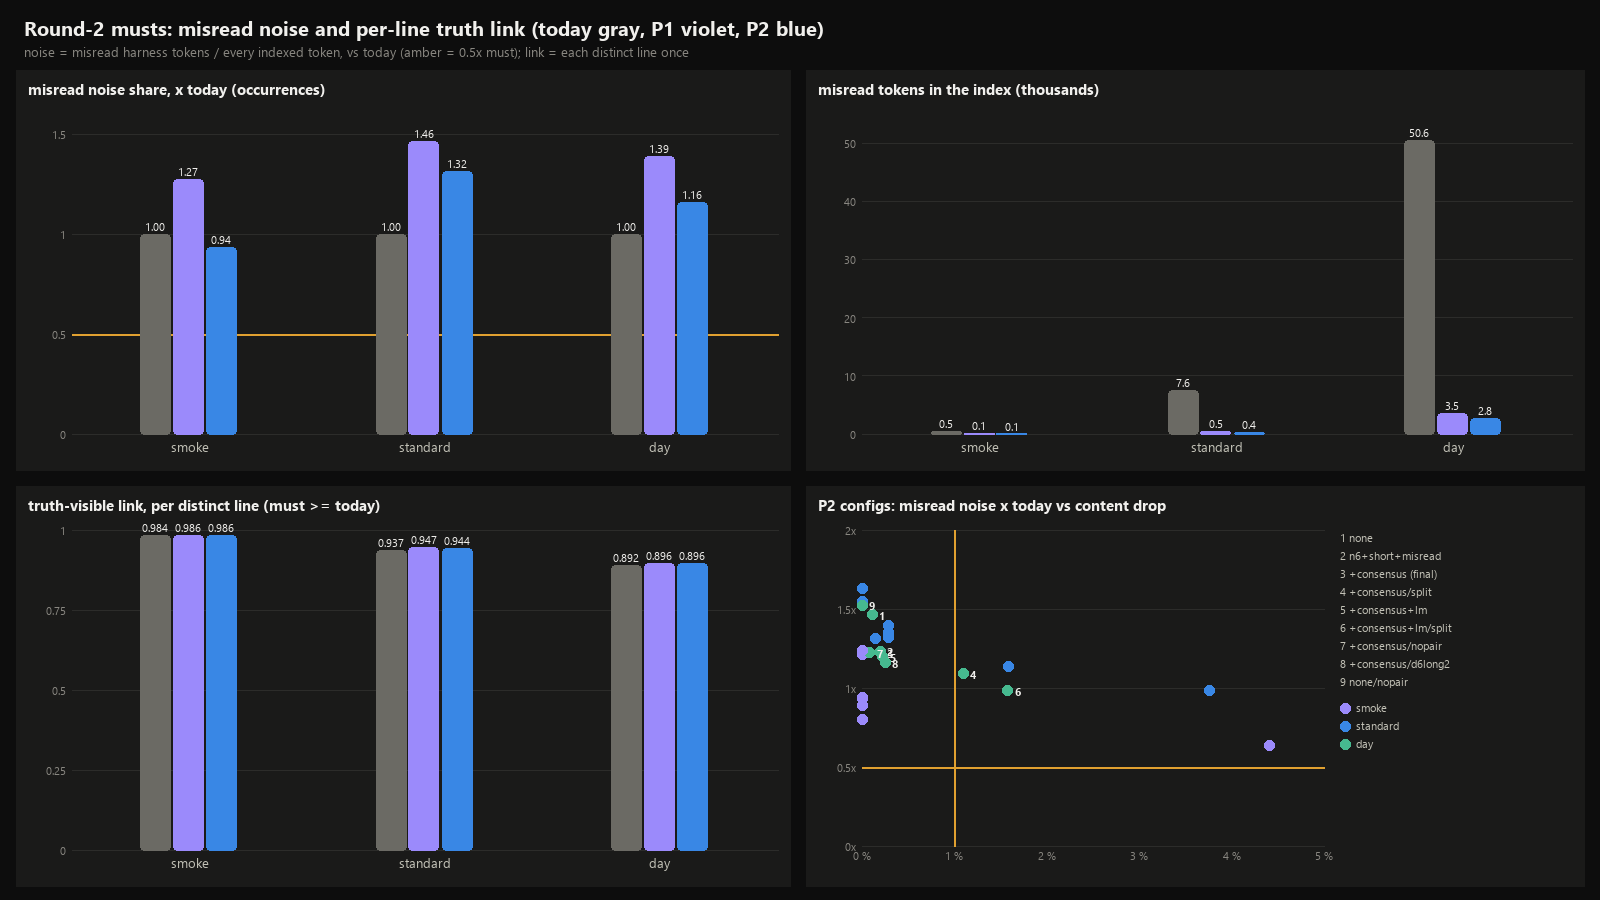 Round-2 musts: misread noise and per-line truth link (today gray, P1 violet, P2 blue)
noise = misread harness tokens / every indexed token, vs today (amber = 0.5x must); link = each distinct line once
misread noise share, x today (occurrences)
1.5
1
0.5
0
1.00
1.27
0.94
1.00
1.46
1.32
1.00
1.39
1.16
smoke
standard
day
misread tokens in the index (thousands)
50
40
30
20
10
0
0.5
0.1
0.1
7.6
0.5
0.4
50.6
3.5
2.8
smoke
standard
day
truth-visible link, per distinct line (must >= today)
1
0.75
0.5
0.25
0
0.984 0.986 0.986
0.937 0.947 0.944
0.892 0.896 0.896
smoke
standard
day
P2 configs: misread noise x today vs content drop
2x
1.5x
1x
0.5x
0x
0 %
1 %
2 %
3 %
4 %
5 %
9
1
7
8
4
6
1 none
2 n6+short+misread
3 +consensus (final)
4 +consensus/split
5 +consensus+lm
6 +consensus+lm/split
7 +consensus/nopair
8 +consensus/d6long2
9 none/nopair
smoke
standard
day